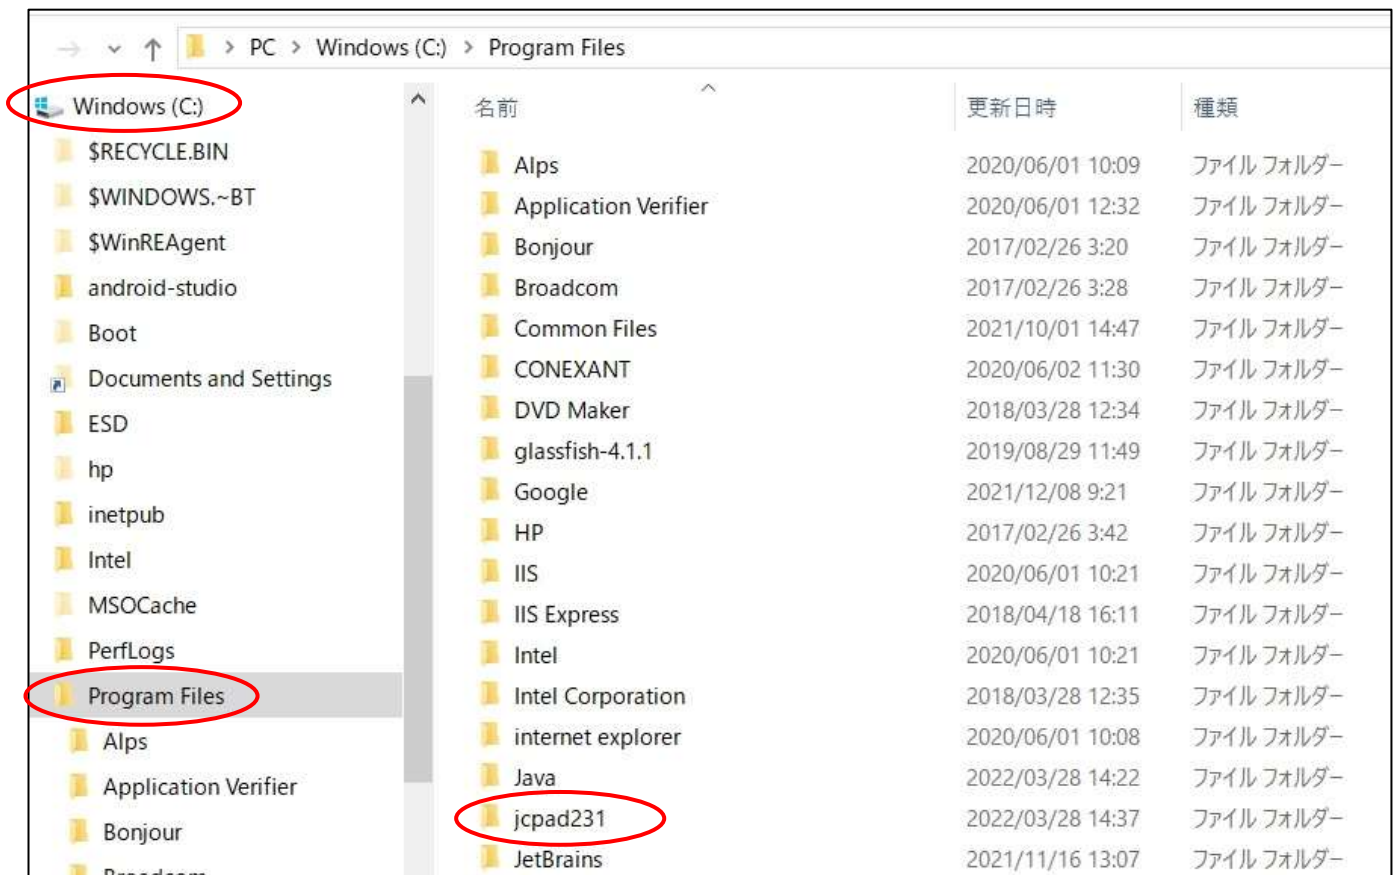 PC > Windows (C:) > Program Files
Windows (C:)
$RECYCLE.BIN
$WINDOWS.~BT
$WinREAgent
android-studio
Boot
Documents and Settings
ESD
hp
inetpub
Intel
MSOCache
PerfLogs
Program Files
Alps
Application Verifier
Bonjour
Broadcom
名前 更新日時 種類
Alps 2020/06/01 10:09 ファイル フォルダー
Application Verifier 2020/06/01 12:32 ファイル フォルダー
Bonjour 2017/02/26 3:20 ファイル フォルダー
Broadcom 2017/02/26 3:28 ファイル フォルダー
Common Files 2021/10/01 14:47 ファイル フォルダー
CONEXANT 2020/06/02 11:30 ファイル フォルダー
DVD Maker 2018/03/28 12:34 ファイル フォルダー
glassfish-4.1.1 2019/08/29 11:49 ファイル フォルダー
Google 2021/12/08 9:21 ファイル フォルダー
HP 2017/02/26 3:42 ファイル フォルダー
IIS 2020/06/01 10:21 ファイル フォルダー
IIS Express 2018/04/18 16:11 ファイル フォルダー
Intel 2020/06/01 10:21 ファイル フォルダー
Intel Corporation 2018/03/28 12:35 ファイル フォルダー
internet explorer 2020/06/01 10:08 ファイル フォルダー
Java 2022/03/28 14:22 ファイル フォルダー
jcpad231 2022/03/28 14:37 ファイル フォルダー
JetBrains 2021/11/16 13:07 ファイル フォルダー